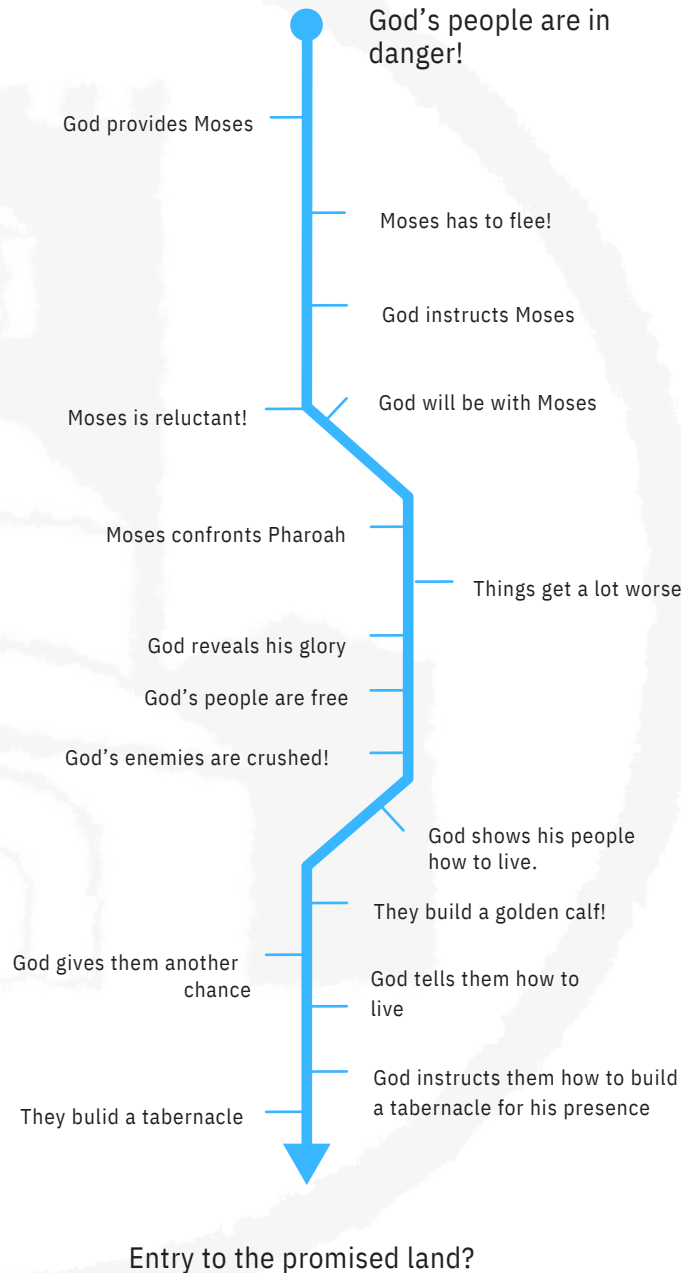 God’s people are in
danger!
God provides Moses
Moses has to flee!
God instructs Moses
God will be with Moses
Moses is reluctant!
Moses confronts Pharoah
Things get a lot worse
God reveals his glory
God’s people are free
God’s enemies are crushed!
God shows his people
how to live.
They build a golden calf!
God gives them another
chance
God tells them how to
live
God instructs them how to build
a tabernacle for his presence
They bulid a tabernacle
Entry to the promised land?